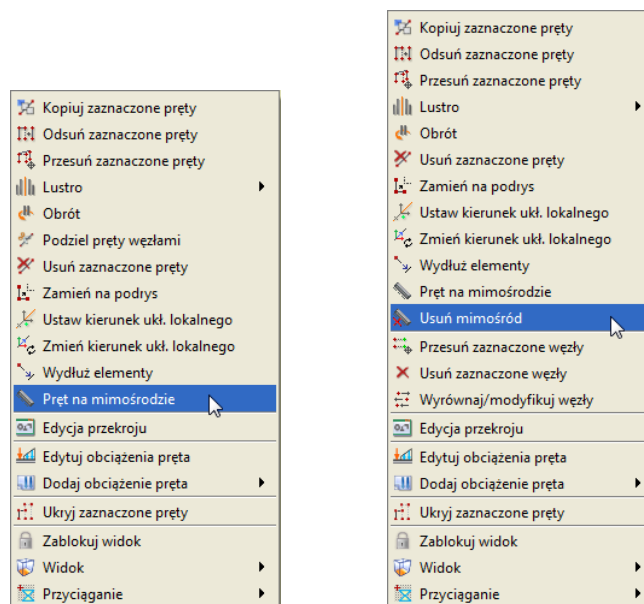 Kopiuj zaznaczone pręty
Odsuń zaznaczone pręty
Przesuń zaznaczone pręty
Lustro
Obrót
Podziel pręty węzłami
Usuń zaznaczone pręty
Zamień na podrys
Ustaw kierunek ukł. lokalnego
Zmień kierunek ukł. lokalnego
Wydłuż elementy
Pręt na mimośrodzie
Edycja przekroju
Edytuj obciążenia pręta
Dodaj obciążenie pręta
Ukryj zaznaczone pręty
Zablokuj widok
Widok
Przyciąganie
Kopiuj zaznaczone pręty
Odsuń zaznaczone pręty
Przesuń zaznaczone pręty
Lustro
Obrót
Usuń zaznaczone pręty
Zamień na podrys
Ustaw kierunek ukł. lokalnego
Zmień kierunek ukł. lokalnego
Wydłuż elementy
Pręt na mimośrodzie
Usuń mimośród
Przesuń zaznaczone węzły
Usuń zaznaczone węzły
Wyrównaj/modyfikuj węzły
Edycja przekroju
Edytuj obciążenia pręta
Dodaj obciążenie pręta
Ukryj zaznaczone pręty
Zablokuj widok
Widok
Przyciąganie